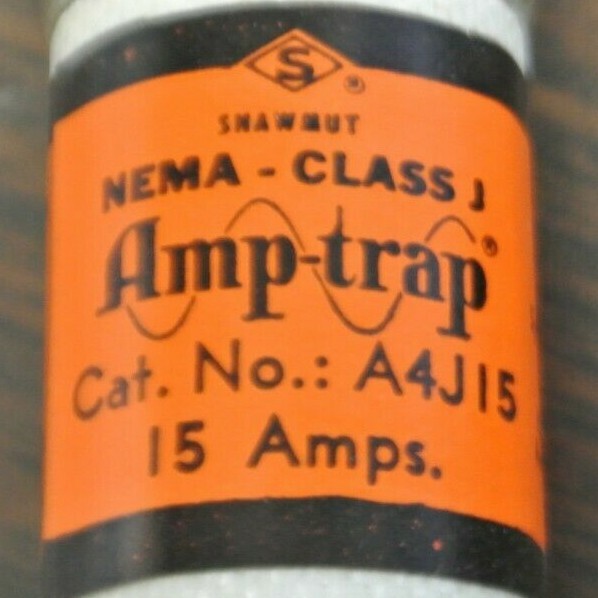 S ®
SHAWMUT
NEMA - CLASS J
Amp-trap®
Cat. No.: A4J15
15 Amps.